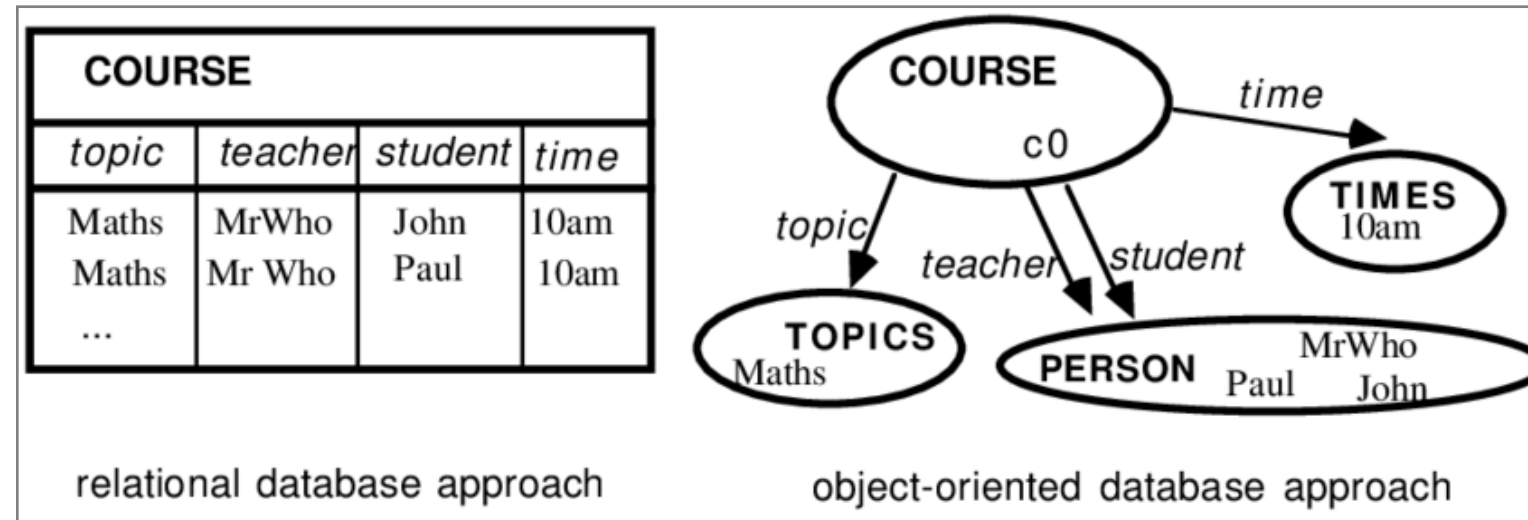 COURSE
topic teacher student time
Maths MrWho John 10am
Maths Mr Who Paul 10am
...
relational database approach
COURSE
c0
time
TIMES
10am
topic
teacher
student
TOPICS
Maths
PERSON
MrWho
Paul
John
object-oriented database approach